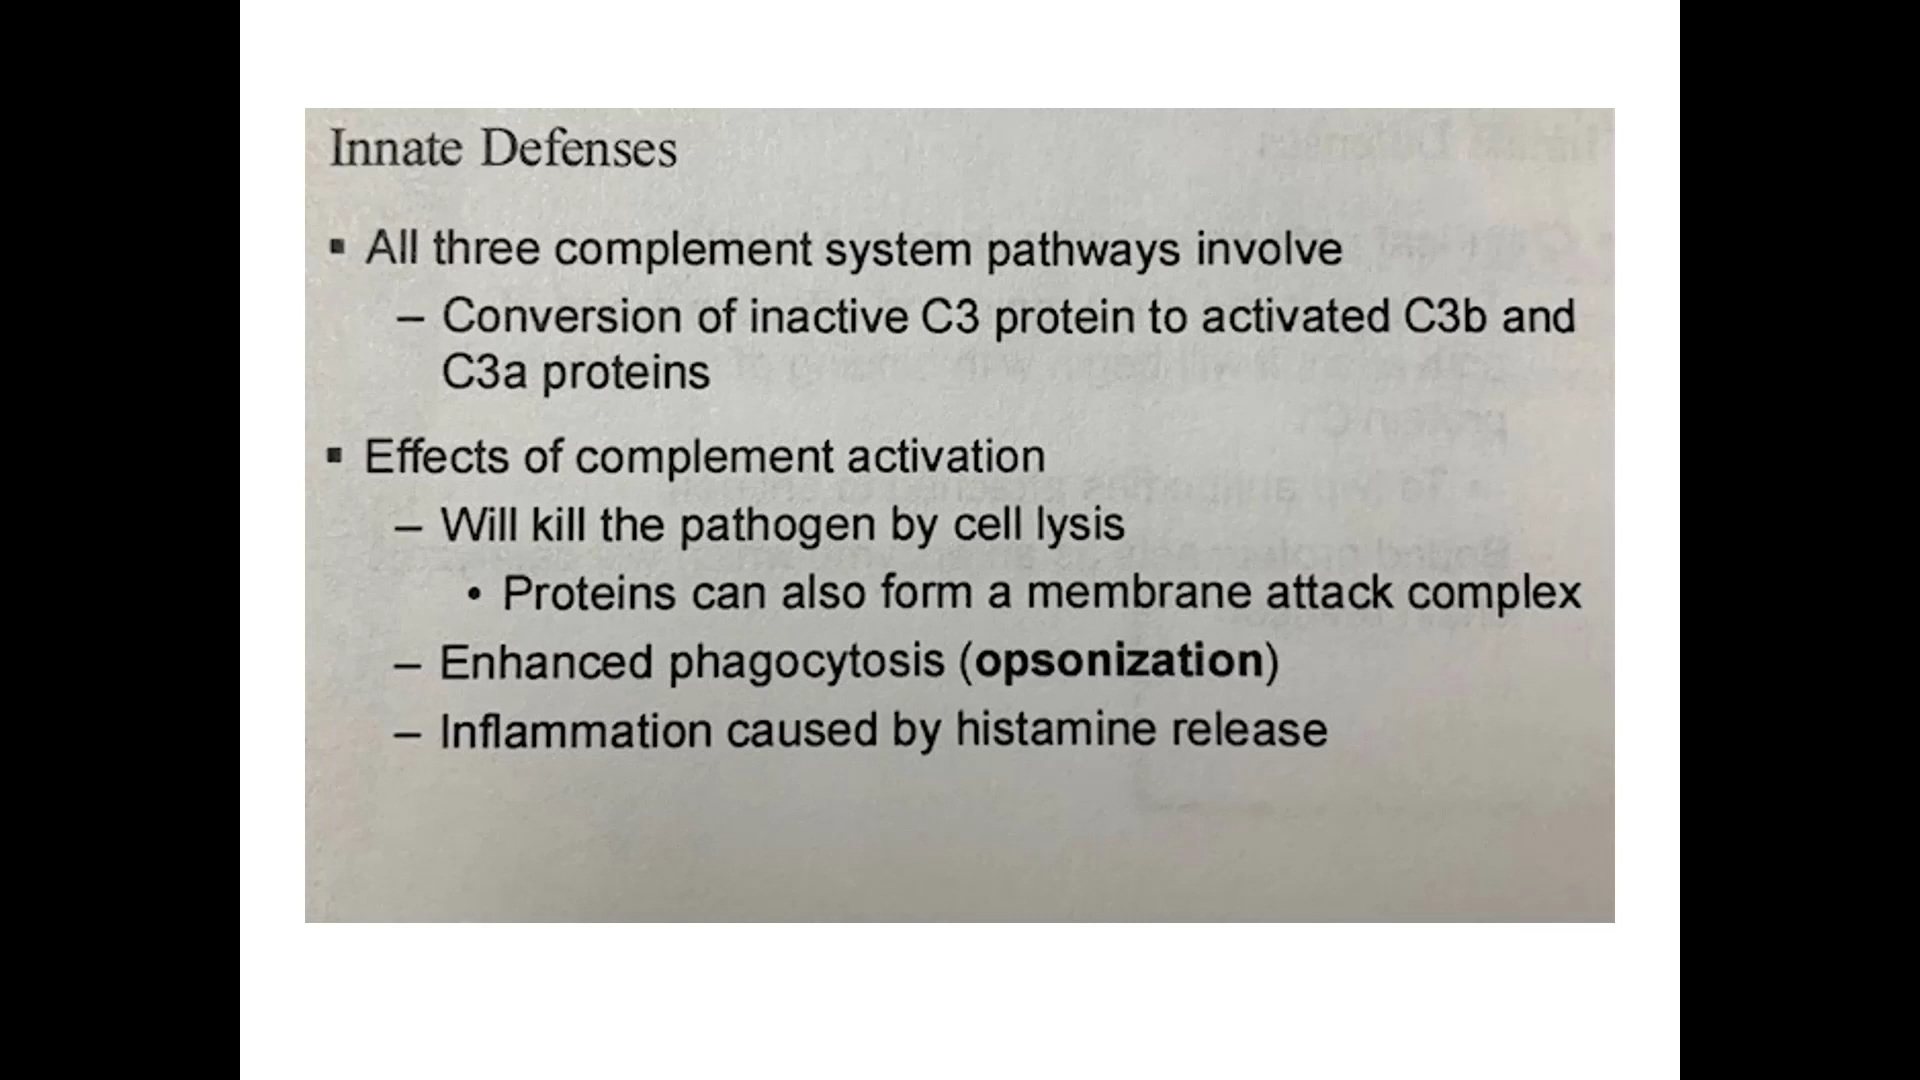 Innate Defenses
▪ All three complement system pathways involve
– Conversion of inactive C3 protein to activated C3b and
C3a proteins
▪ Effects of complement activation
– Will kill the pathogen by cell lysis
• Proteins can also form a membrane attack complex
– Enhanced phagocytosis (opsonization)
– Inflammation caused by histamine release